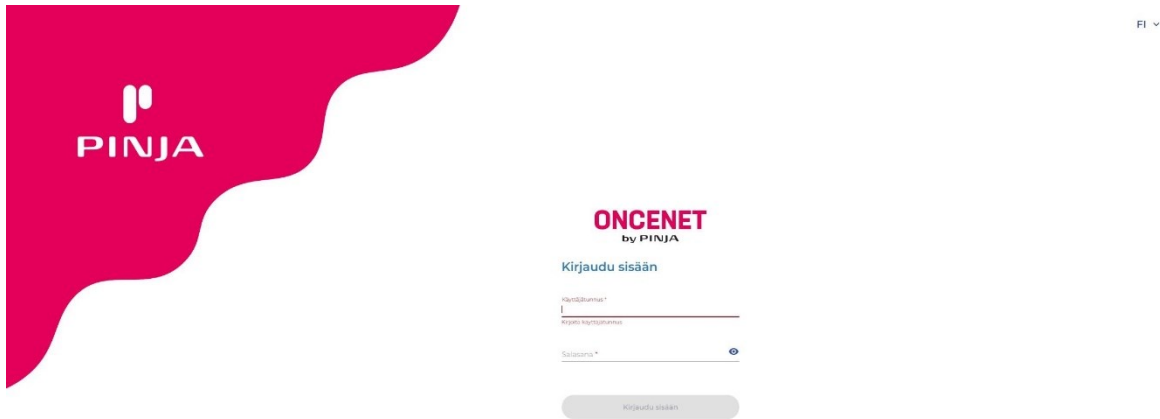 FI
PINJA
ONCENET
by PINJA
Kirjaudu sisään
Käyttäjätunnus *
Kirjoita käyttäjätunnus
Salasana *
Kirjaudu sisään